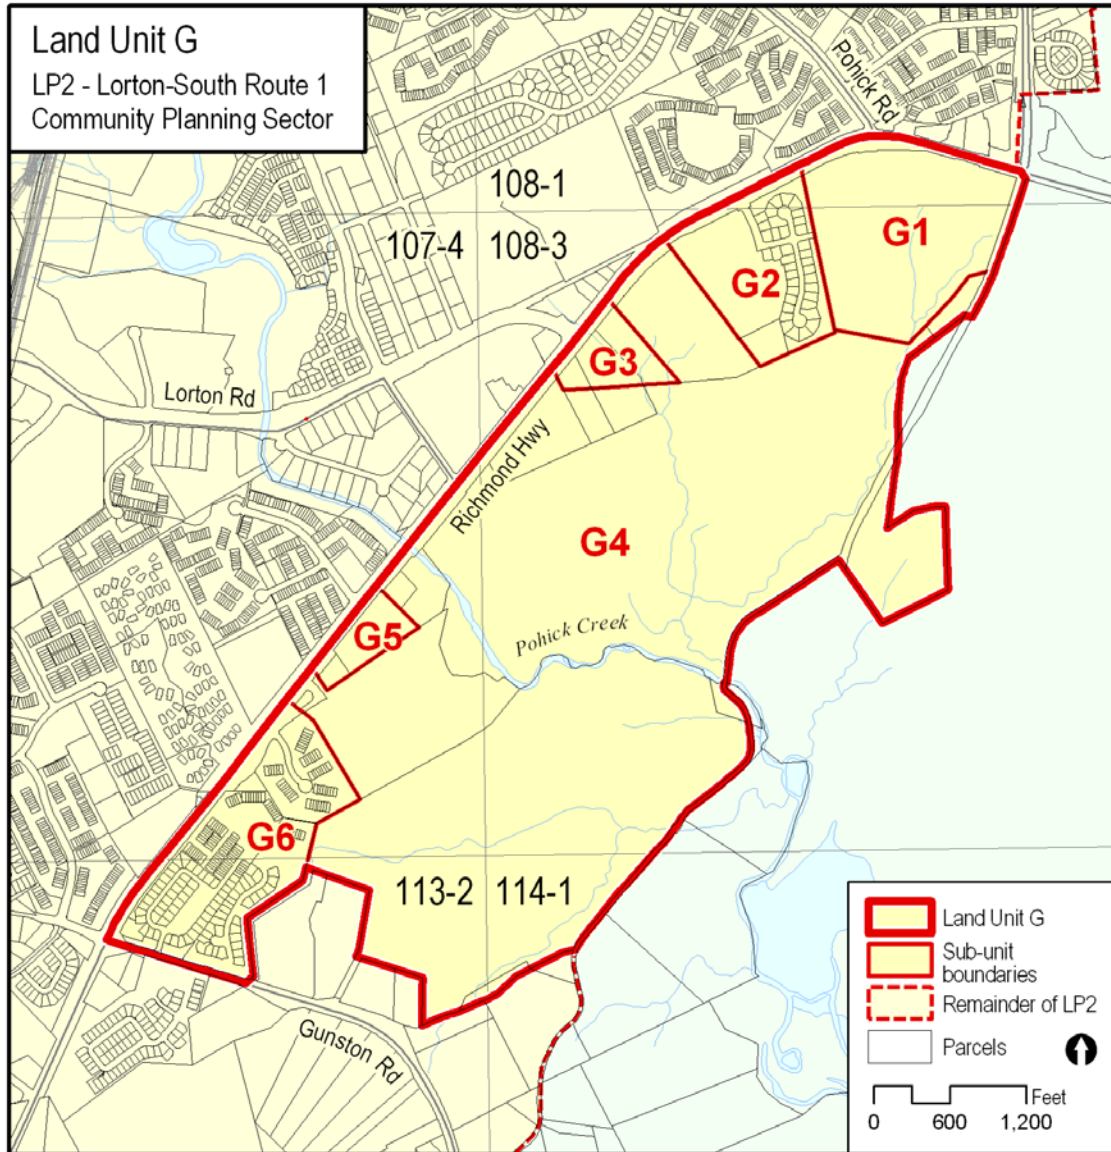 Land Unit G
LP2 - Lorton-South Route 1
Community Planning Sector
Pohick Rd
108-1
107-4 108-3
G1
G2
G3
Lorton Rd
Richmond Hwy
G4
G5
Pohick Creek
G6
113-2 114-1
Gunston Rd
Land Unit G
Sub-unit
boundaries
Remainder of LP2
Parcels
Feet
0 600 1,200